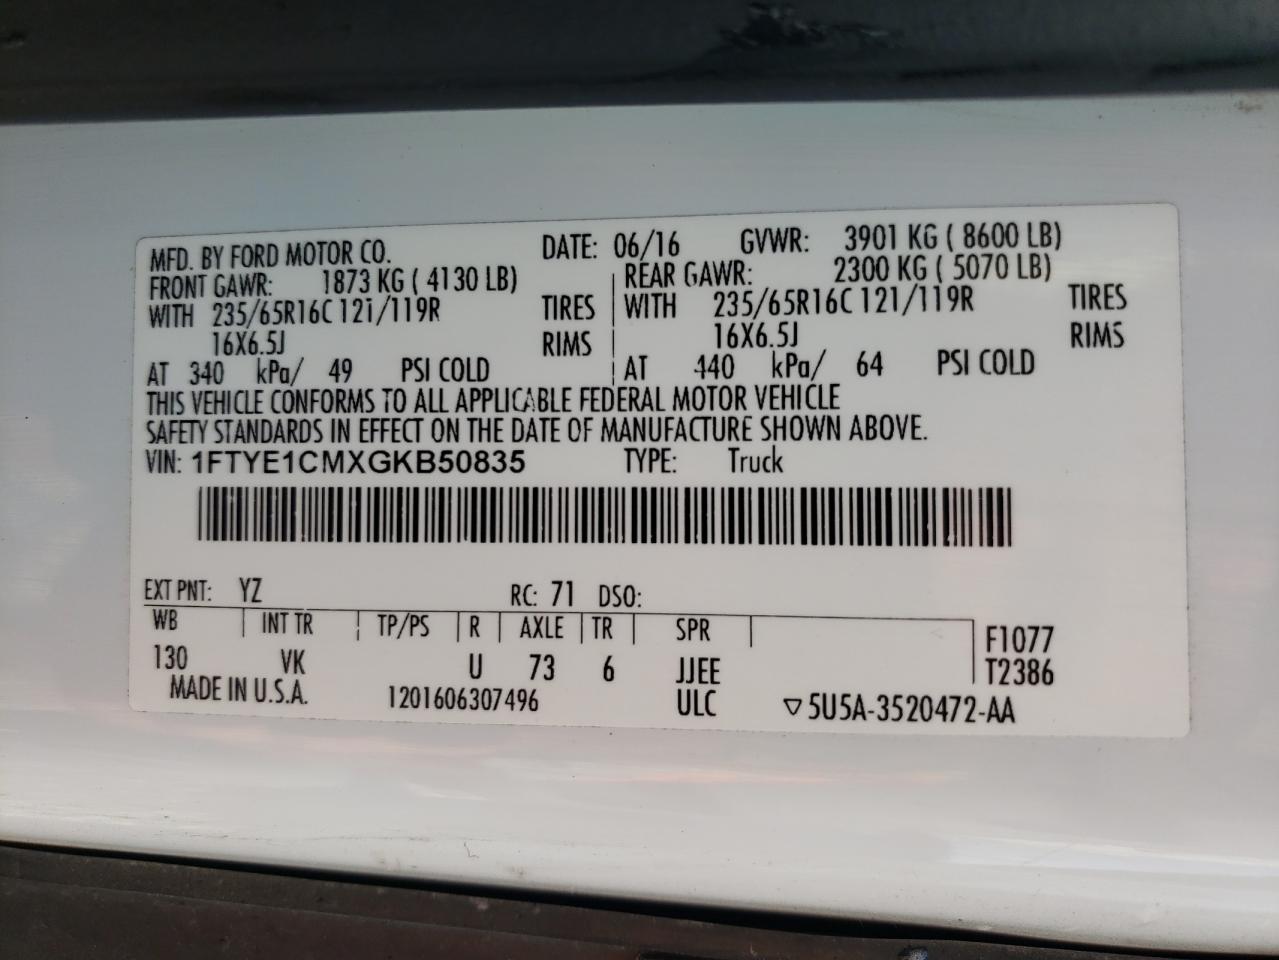 MFD. BY FORD MOTOR CO. DATE: 06/16 GVWR: 3901 KG ( 8600 LB)
FRONT GAWR: 1873 KG ( 4130 LB) REAR GAWR: 2300 KG ( 5070 LB)
WITH 235/65R16C 121/119R TIRES WITH 235/65R16C 121/119R TIRES
16X6.5J RIMS 16X6.5J RIMS
AT 340 kPa/ 49 PSI COLD AT 440 kPa/ 64 PSI COLD
THIS VEHICLE CONFORMS TO ALL APPLICABLE FEDERAL MOTOR VEHICLE
SAFETY STANDARDS IN EFFECT ON THE DATE OF MANUFACTURE SHOWN ABOVE.
VIN: 1FTYE1CMXGKB50835 TYPE: Truck
EXT PNT: YZ RC: 71 DSO:
WB INT TR TP/PS R AXLE TR SPR F1077
130 VK U 73 6 JJEE T2386
MADE IN U.S.A. 1201606307496 ULC ▽5U5A-3520472-AA